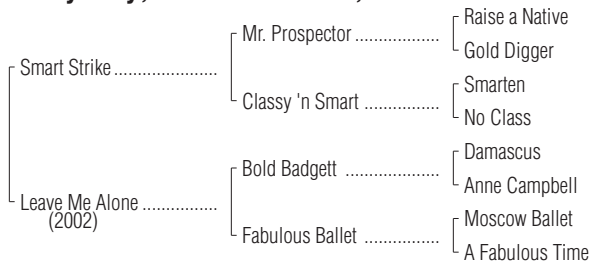 Raise a Native
Mr. Prospector ..................
Gold Digger
Smart Strike ......................
Smarten
Classy 'n Smart ................
No Class
Damascus
Bold Badgett ....................
Anne Campbell
Leave Me Alone ................
(2002)
Moscow Ballet
Fabulous Ballet ................
A Fabulous Time